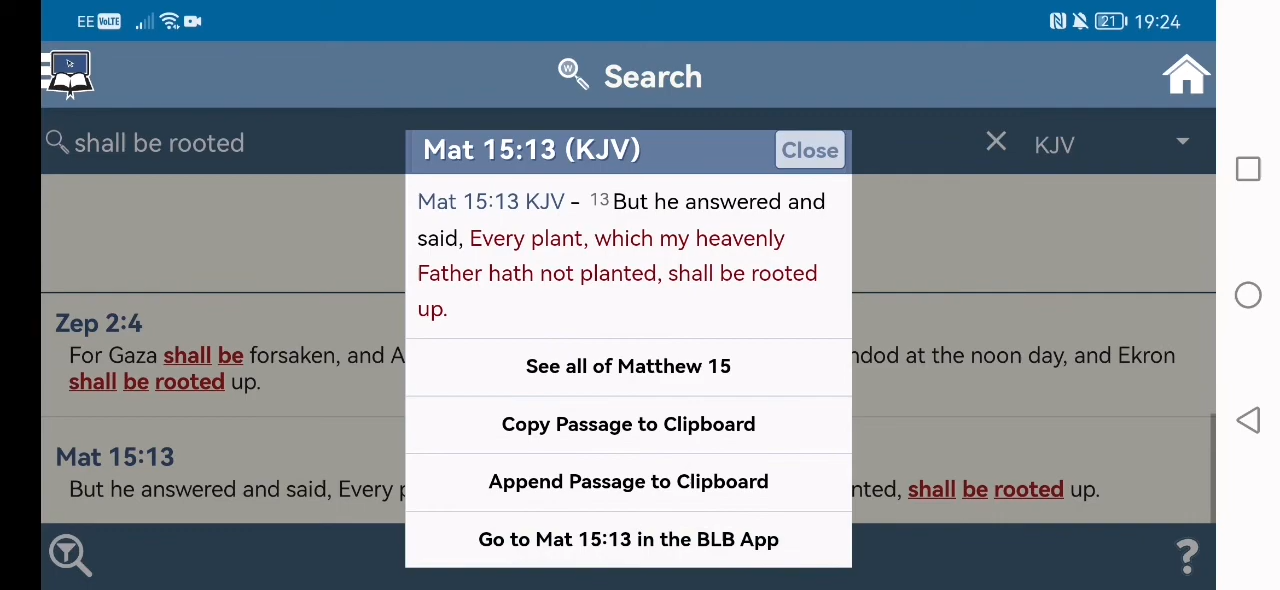 EE VoLTE 21 19:24
W Search
shall be rooted KJV
Mat 15:13 (KJV) Close
Mat 15:13 KJV - 13 But he answered and
said, Every plant, which my heavenly
Father hath not planted, shall be rooted
up.
See all of Matthew 15
Copy Passage to Clipboard
Append Passage to Clipboard
Go to Mat 15:13 in the BLB App
Zep 2:4
For Gaza shall be forsaken, and A ndod at the noon day, and Ekron
shall be rooted up.
Mat 15:13
But he answered and said, Every p nted, shall be rooted up.
?